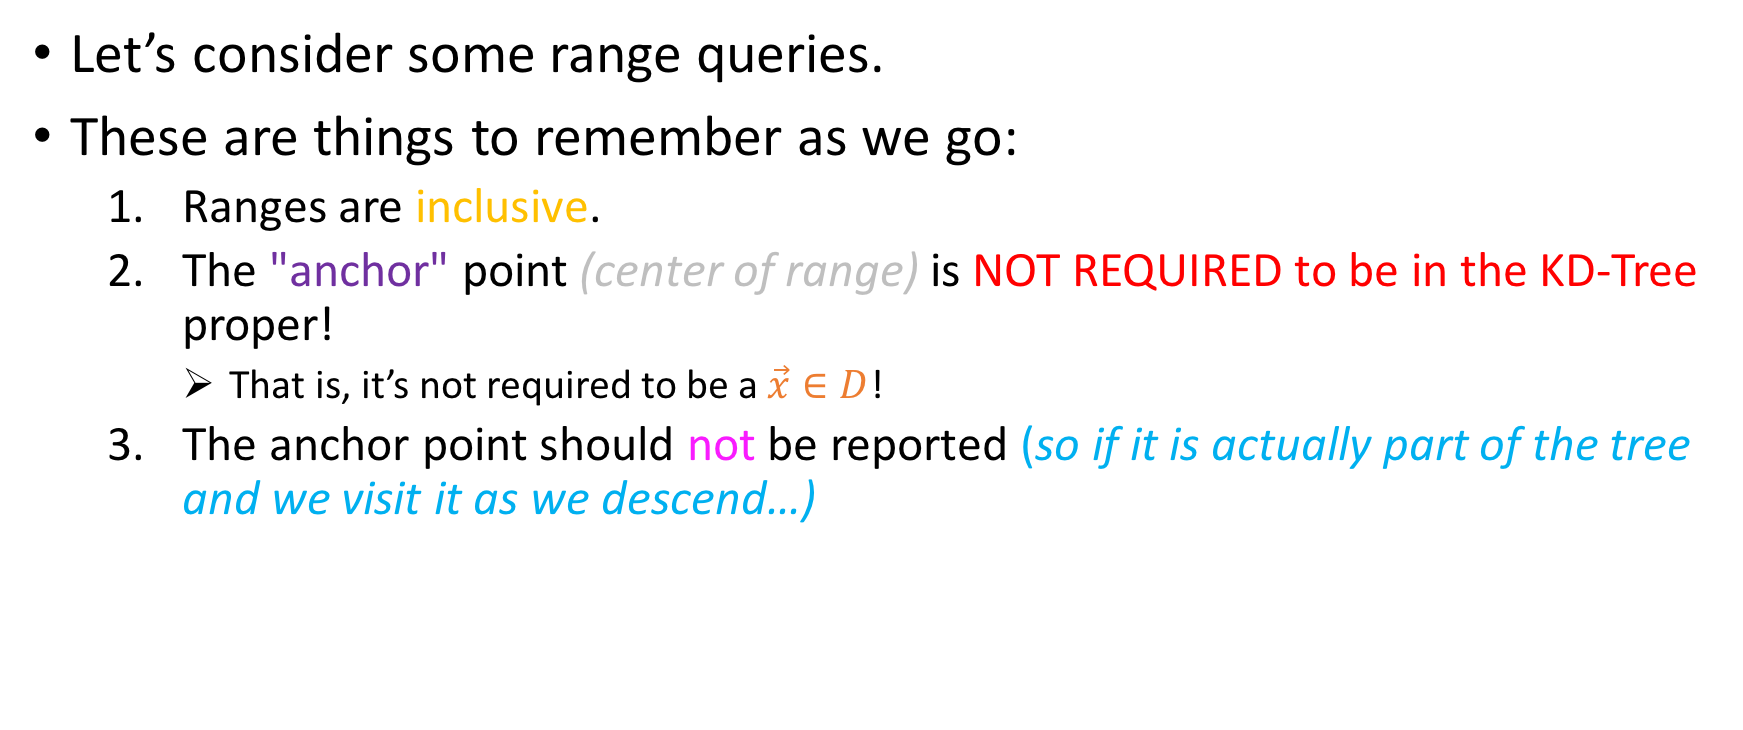 • Let’s consider some range queries.
• These are things to remember as we go:
1. Ranges are inclusive.
2. The "anchor" point (center of range) is NOT REQUIRED to be in the KD-Tree
proper!
➢ That is, it’s not required to be a x⃗ ∈ D!
3. The anchor point should not be reported (so if it is actually part of the tree
and we visit it as we descend…)